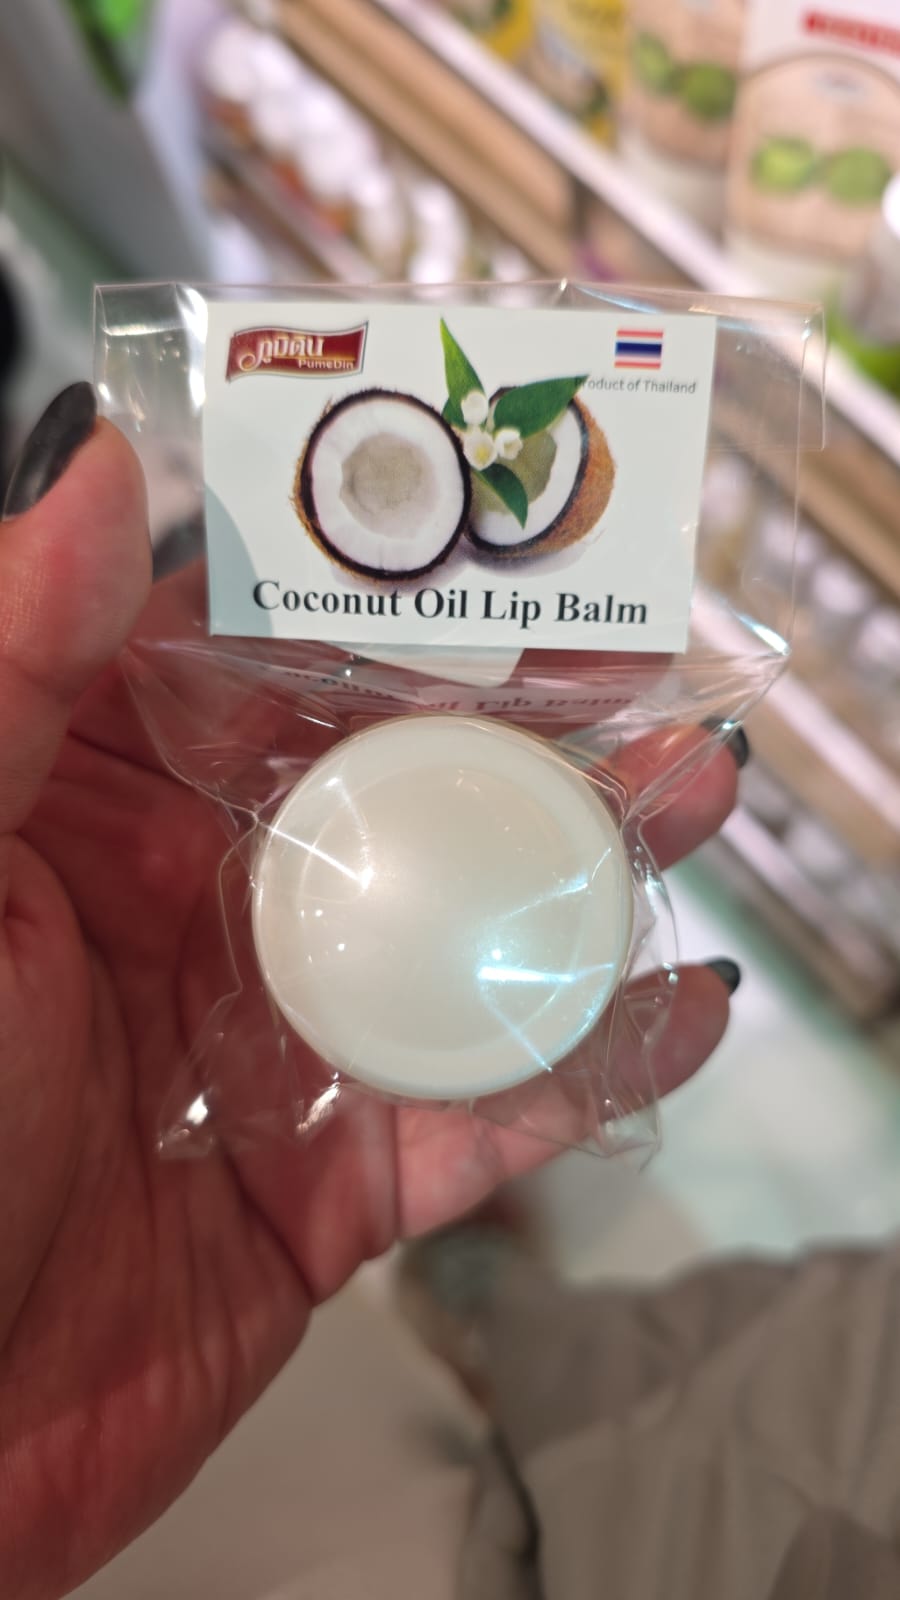 ภูมิดิน
PumeDin
Product of Thailand
Coconut Oil Lip Balm